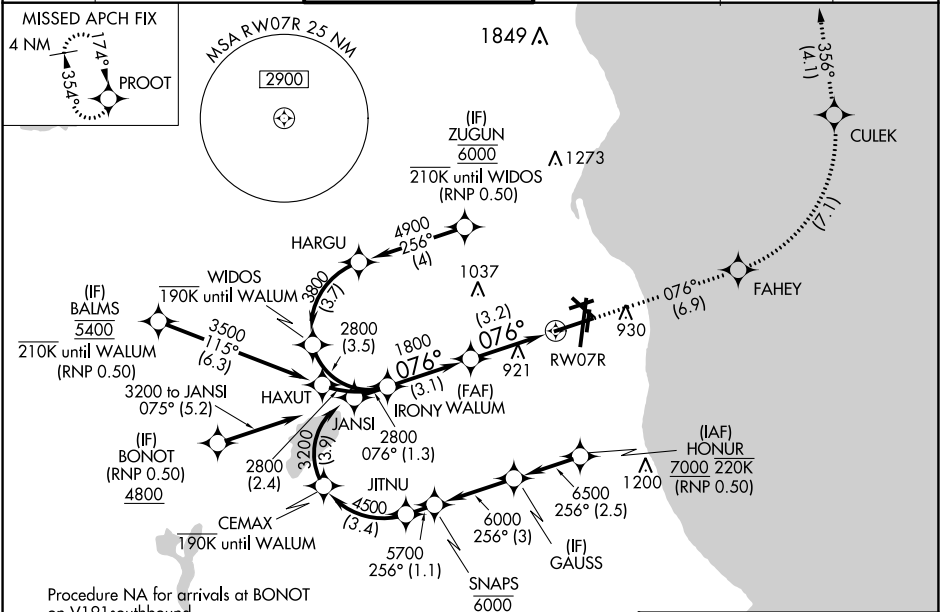 MISSED APCH FIX
4 NM
174°
354°
PROOT
MSA RW07R 25 NM
2900
1849
356°
(4.1)
CULEK
(IF)
ZUGUN
6000
210K until WIDOS
(RNP 0.50)
1273
4900
256°
(4)
HARGU
3800
(3.7)
WIDOS
190K until WALUM
(1.7)
FAHEY
076°
(6.9)
1037
(IF)
BALMS
5400
210K until WALUM
(RNP 0.50)
3500
115°
(6.3)
2800
(3.5)
1800
076°
(3.1)
(3.2)
076°
930
921
RW07R
(FAF)
WALUM
IRONY
HAXUT
JANSI
3200 to JANSI
075° (5.2)
(IF)
BONOT
(RNP 0.50)
4800
2800
(2.4)
2800
076° (1.3)
3200
(3.9)
JITNU
4500
(3.4)
CEMAX
190K until WALUM
5700
256° (1.1)
SNAPS
6000
6000
256° (3)
(IF)
GAUSS
6500
256° (2.5)
(IAF)
HONUR
7000 220K
(RNP 0.50)
1200
Procedure NA for arrivals at BONOT
on V191southbound